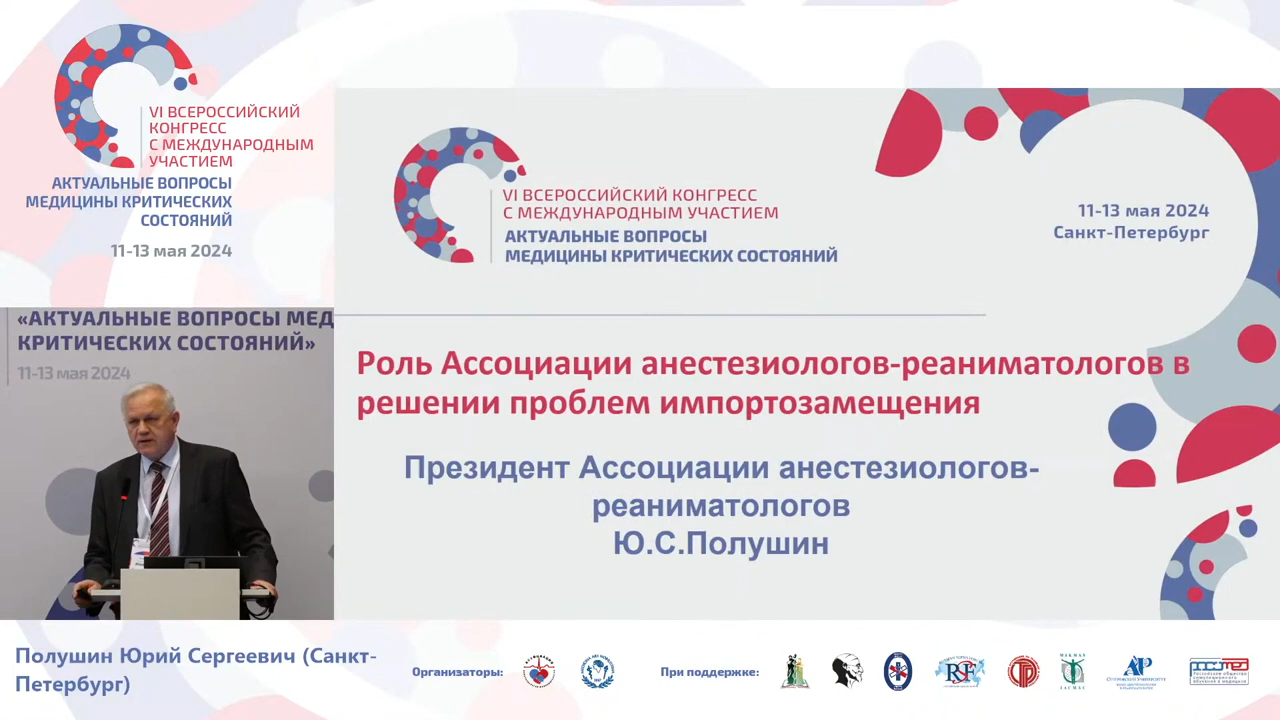 VI ВСЕРОССИЙСКИЙ
КОНГРЕСС
С МЕЖДУНАРОДНЫМ
УЧАСТИЕМ
АКТУАЛЬНЫЕ ВОПРОСЫ
МЕДИЦИНЫ КРИТИЧЕСКИХ
СОСТОЯНИЙ
11-13 мая 2024
VI ВСЕРОССИЙСКИЙ КОНГРЕСС
С МЕЖДУНАРОДНЫМ УЧАСТИЕМ
АКТУАЛЬНЫЕ ВОПРОСЫ
МЕДИЦИНЫ КРИТИЧЕСКИХ СОСТОЯНИЙ
11-13 мая 2024
Санкт-Петербург
Роль Ассоциации анестезиологов-реаниматологов в
решении проблем импортозамещения
Президент Ассоциации анестезиологов-
реаниматологов
Ю.С.Полушин
«АКТУАЛЬНЫЕ ВОПРОСЫ МЕД
КРИТИЧЕСКИХ СОСТОЯНИЙ»
11-13 мая 2024
Полушин Юрий Сергеевич (Санкт-
Петербург)
Организаторы:
При поддержке: